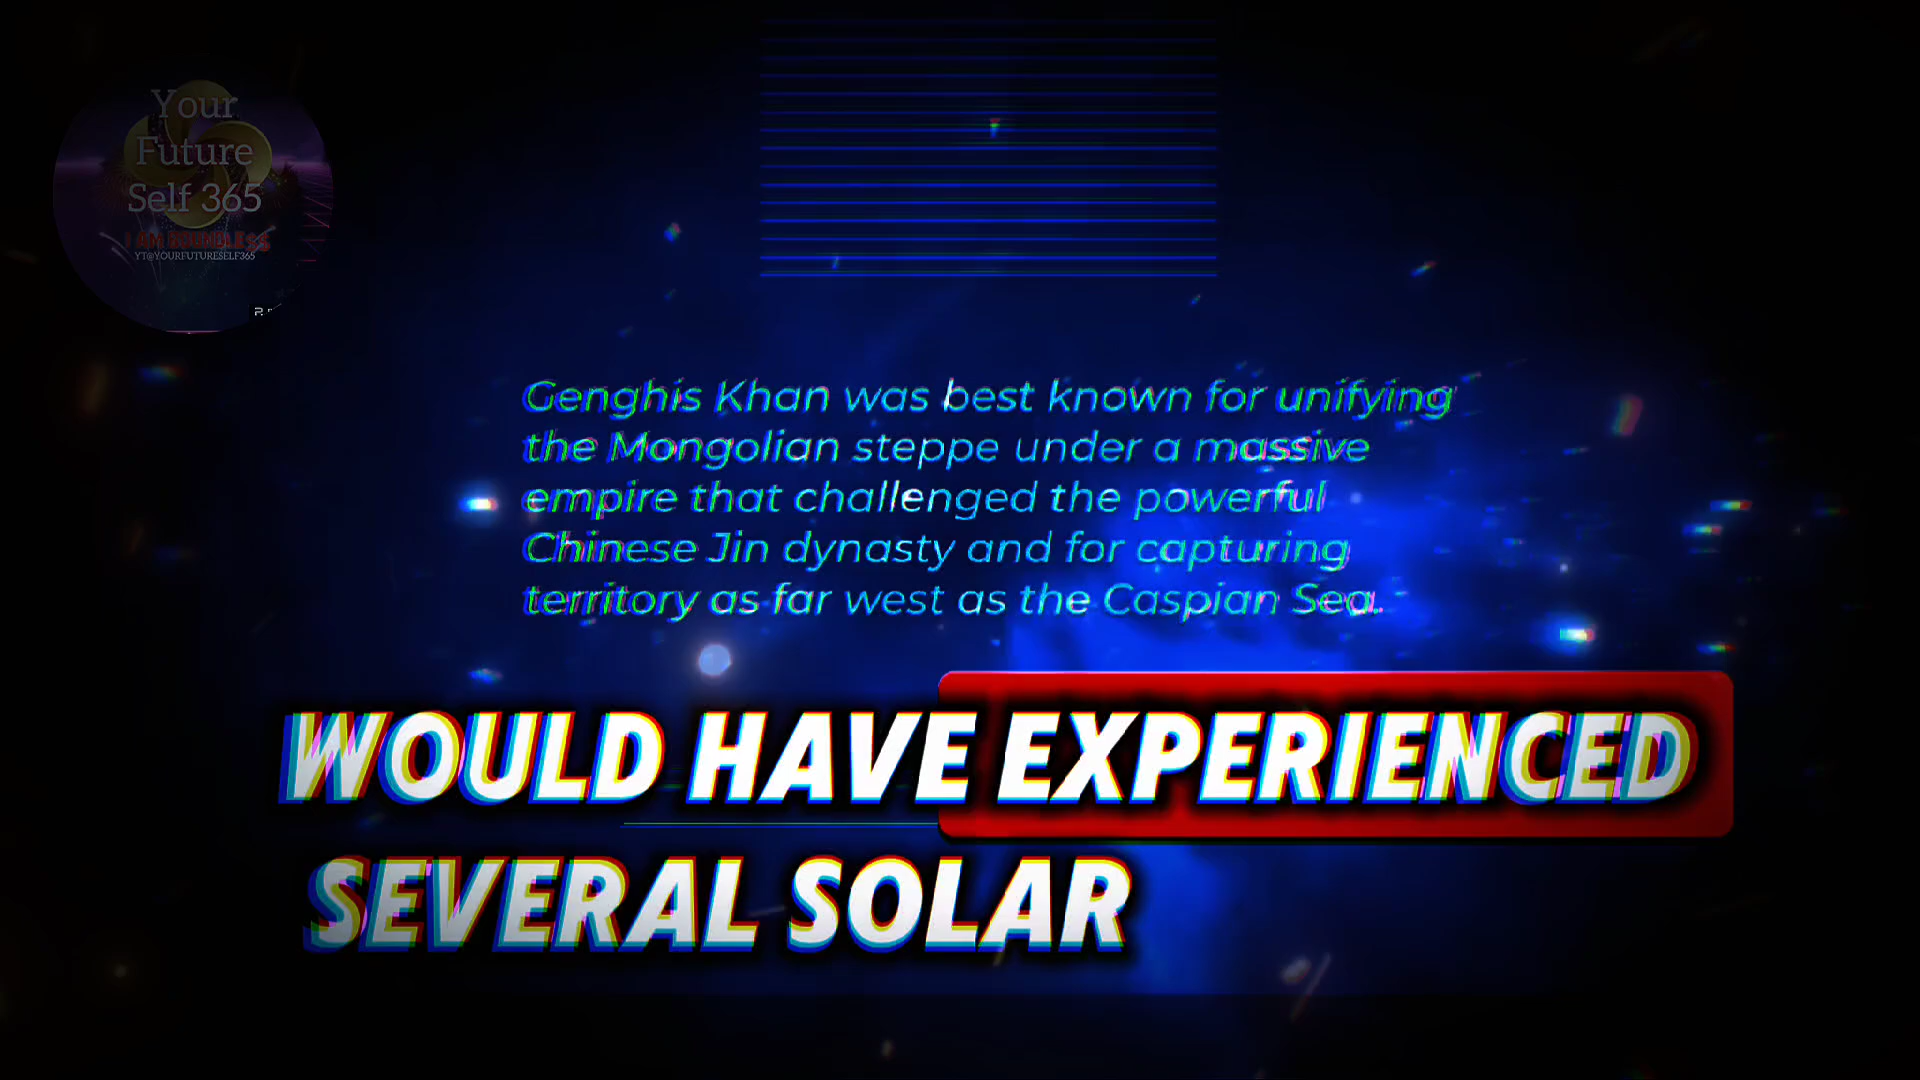 Your
Future
Self 365
I AM BOUNDLESS
YT@YOURFUTURESELF365
Genghis Khan was best known for unifying
the Mongolian steppe under a massive
empire that challenged the powerful
Chinese Jin dynasty and for capturing
territory as far west as the Caspian Sea.
WOULD HAVE EXPERIENCED
SEVERAL SOLAR